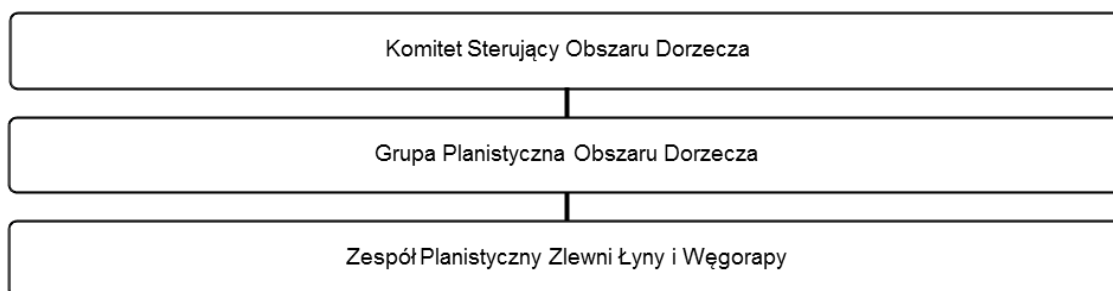 Komitet Sterujący Obszaru Dorzecza
Grupa Planistyczna Obszaru Dorzecza
Zespół Planistyczny Zlewni Łyny i Węgorapy